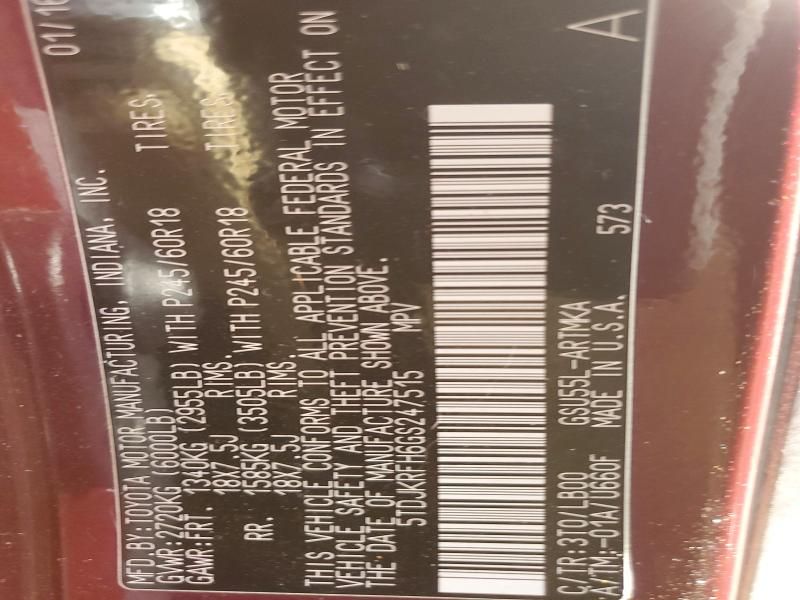 MFD.BY:TOYOTA MOTOR MANUFACTURING, INDIANA, INC. 01/16
GVWR:2720KG (6000LB)
GAWR:FRT. 1340KG (2955LB) WITH P245/60R18 TIRES,
18X7.5J RIMS.
RR. 1585KG (3505LB) WITH P245/60R18 TIRES,
18X7.5J RIMS.
THIS VEHICLE CONFORMS TO ALL APPLICABLE FEDERAL MOTOR
VEHICLE SAFETY AND THEFT PREVENTION STANDARDS IN EFFECT ON
THE DATE OF MANUFACTURE SHOWN ABOVE.
5TDJKRFH6GS247515 MPV
C/TR:3T0/LB00 GSU55L-ARTMKA
A/TM:-01A/U660F MADE IN U.S.A. 573 A